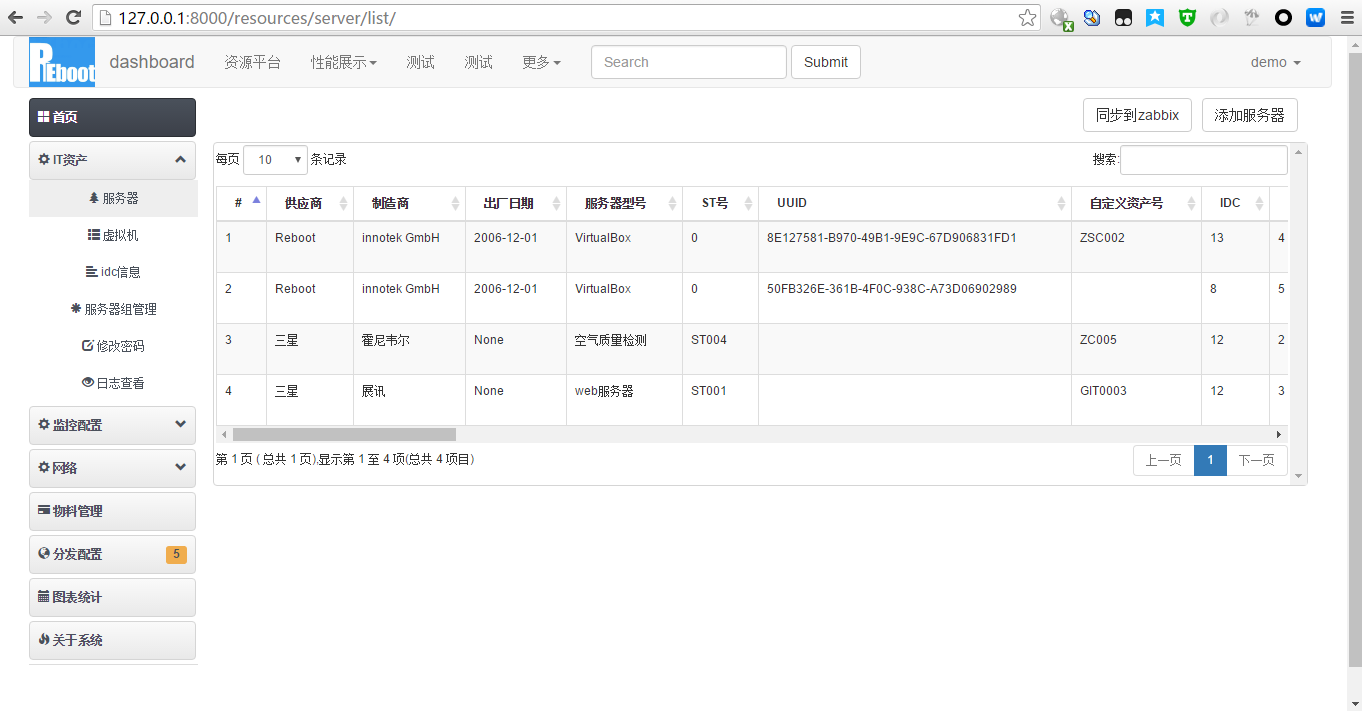 127.0.0.1:8000/resources/server/list/
REboot dashboard 资源平台 性能展示 测试 测试 更多 Search Submit demo
首页 同步到zabbix 添加服务器
IT资产 每页 10 条记录 搜索:
服务器 # 供应商 制造商 出厂日期 服务器型号 ST号 UUID 自定义资产号 IDC
虚拟机 1 Reboot innotek GmbH 2006-12-01 VirtualBox 0 8E127581-B970-49B1-9E9C-67D906831FD1 ZSC002 13 4
idc信息 2 Reboot innotek GmbH 2006-12-01 VirtualBox 0 50FB326E-361B-4F0C-938C-A73D06902989 8 5
服务器组管理
修改密码 3 三星 霍尼韦尔 None 空气质量检测 ST004 ZC005 12 2
日志查看 4 三星 展讯 None web服务器 ST001 GIT0003 12 3
监控配置
网络 第 1 页 ( 总共 1 页),显示第 1 至 4 项(总共 4 项目) 上一页 1 下一页
物料管理
分发配置 5
图表统计
关于系统